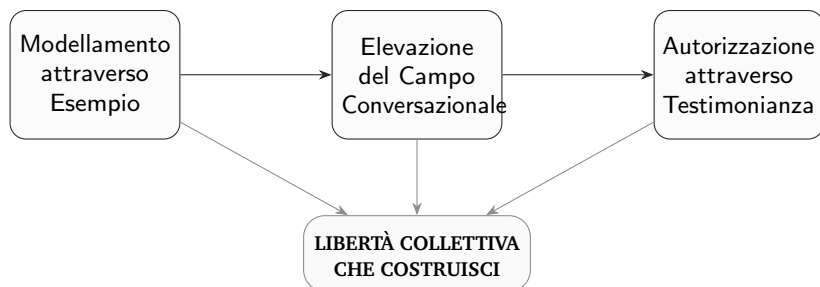 Modellamento
attraverso
Esempio
Elevazione
del Campo
Conversazionale
Autorizzazione
attraverso
Testimonianza
LIBERTÀ COLLETTIVA
CHE COSTRUISCI